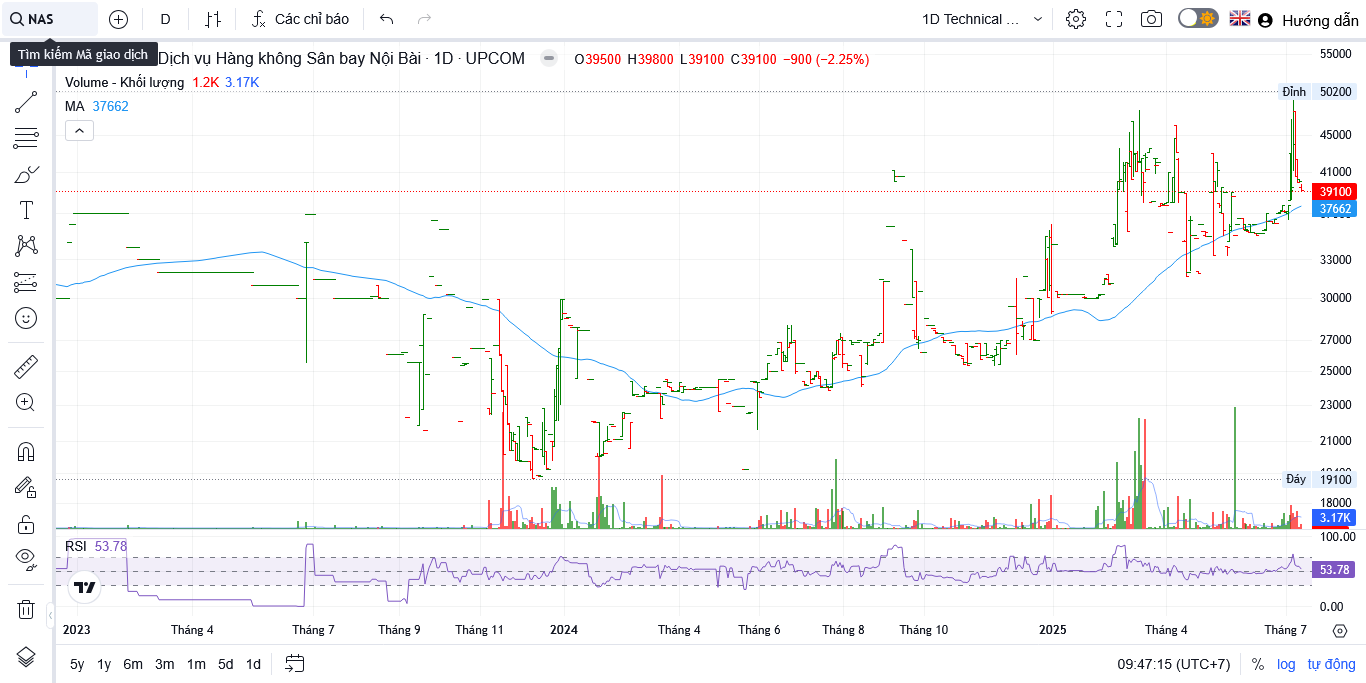 NAS D Các chỉ báo 1D Technical ... Hướng dẫn
Tìm kiếm Mã giao dịch
Dịch vụ Hàng không Sân bay Nội Bài · 1D · UPCOM O39500 H39800 L39100 C39100 −900 (−2.25%)
Volume - Khối lượng 1.2K 3.17K
MA 37662
55000
Đỉnh 50200
45000
41000
39100
37662
33000
30000
27000
25000
23000
21000
Đáy 19100
18000
3.17K
RSI 53.78
100.00
53.78
0.00
2023 Tháng 4 Tháng 7 Tháng 9 Tháng 11 2024 Tháng 4 Tháng 6 Tháng 8 Tháng 10 2025 Tháng 4 Tháng 7
5y 1y 6m 3m 1m 5d 1d 09:47:15 (UTC+7) % log tự động